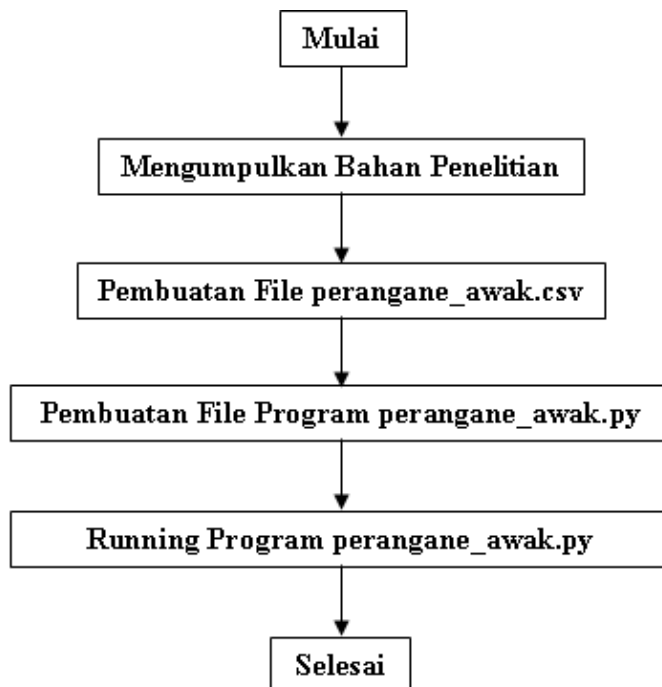 Mulai
Mengumpulkan Bahan Penelitian
Pembuatan File perangane_awak.csv
Pembuatan File Program perangane_awak.py
Running Program perangane_awak.py
Selesai